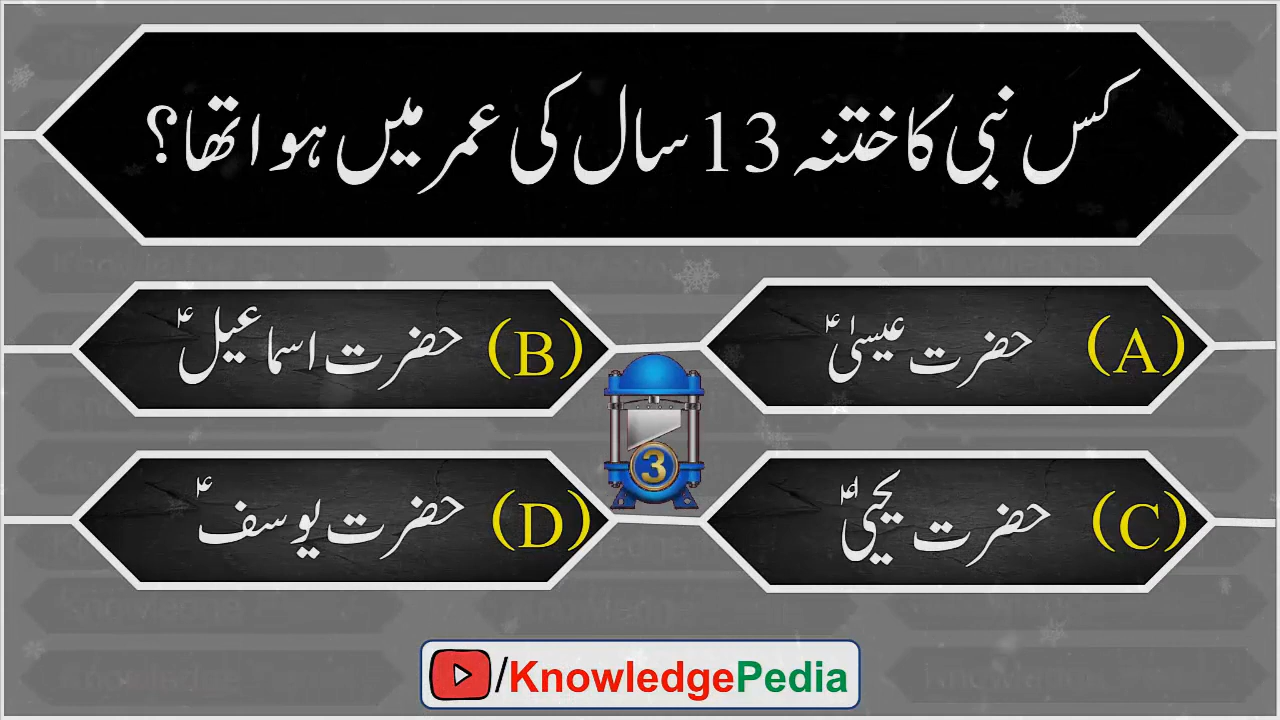 کس نبی کا ختنہ 13 سال کی عمر میں ہوا تھا؟
(A) حضرت عیسیٰؑ
(B) حضرت اسماعیلؑ
(C) حضرت یحییٰؑ
(D) حضرت یوسفؑ
3
/KnowledgePedia